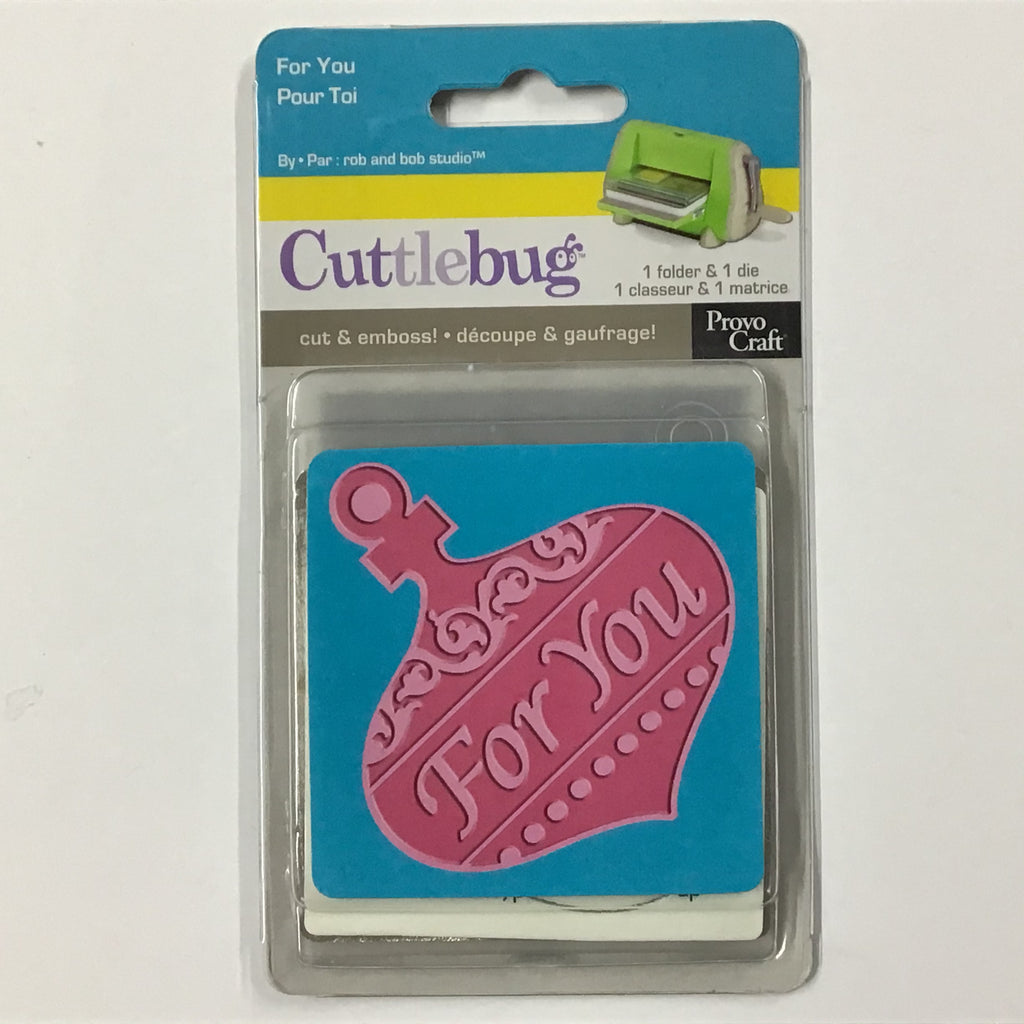 For You
Pour Toi
By • Par : rob and bob studio™
Cuttlebug™
1 folder & 1 die
1 classeur & 1 matrice
cut & emboss! • découpe & gaufrage!
Provo
Craft®
For You